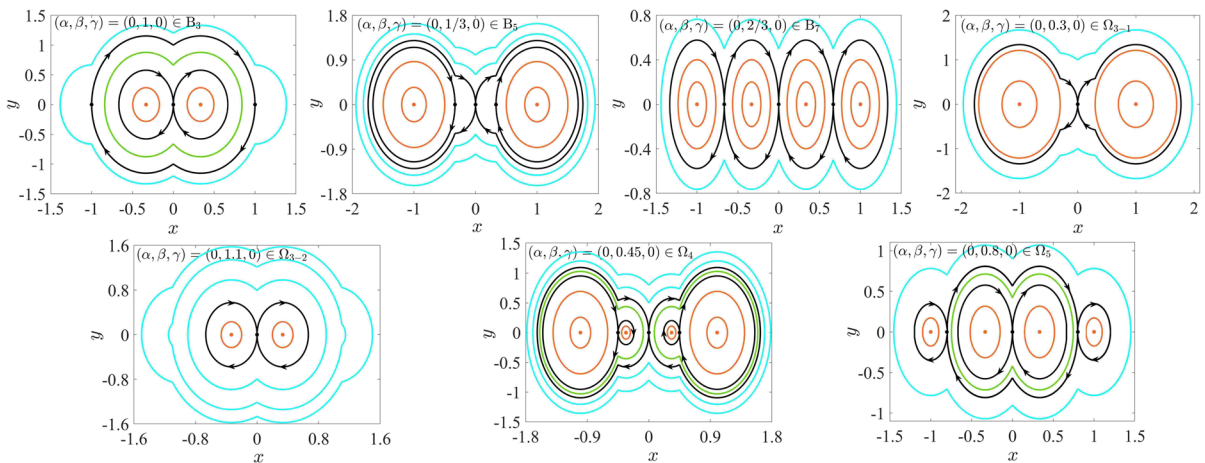 (α, β, γ) = (0, 1, 0) ∈ B₃
y
1.5
1
0.5
0
-0.5
-1
-1.5
-1.5 -1 -0.5 0 0.5 1 1.5
x
(α, β, γ) = (0, 1/3, 0) ∈ B₅
y
1.8
0.9
0
-0.9
-1.8
-2 -1 0 1 2
x
(α, β, γ) = (0, 2/3, 0) ∈ B₇
y
0.8
0.4
0
-0.4
-0.8
-1.5 -1 -0.5 0 0.5 1 1.5
x
(α, β, γ) = (0, 0.3, 0) ∈ Ω₃₋₁
y
2
1
0
-1
-2
-2 -1 0 1 2
x
(α, β, γ) = (0, 1.1, 0) ∈ Ω₃₋₂
y
1.6
0.8
0
-0.8
-1.6
-1.6 -0.8 0 0.8 1.6
x
(α, β, γ) = (0, 0.45, 0) ∈ Ω₄
y
1.5
1
0.5
0
-0.5
-1
-1.5
-1.8 -0.9 0 0.9 1.8
x
(α, β, γ) = (0, 0.8, 0) ∈ Ω₅
y
1
0.5
0
-0.5
-1
-1.5 -1 -0.5 0 0.5 1 1.5
x